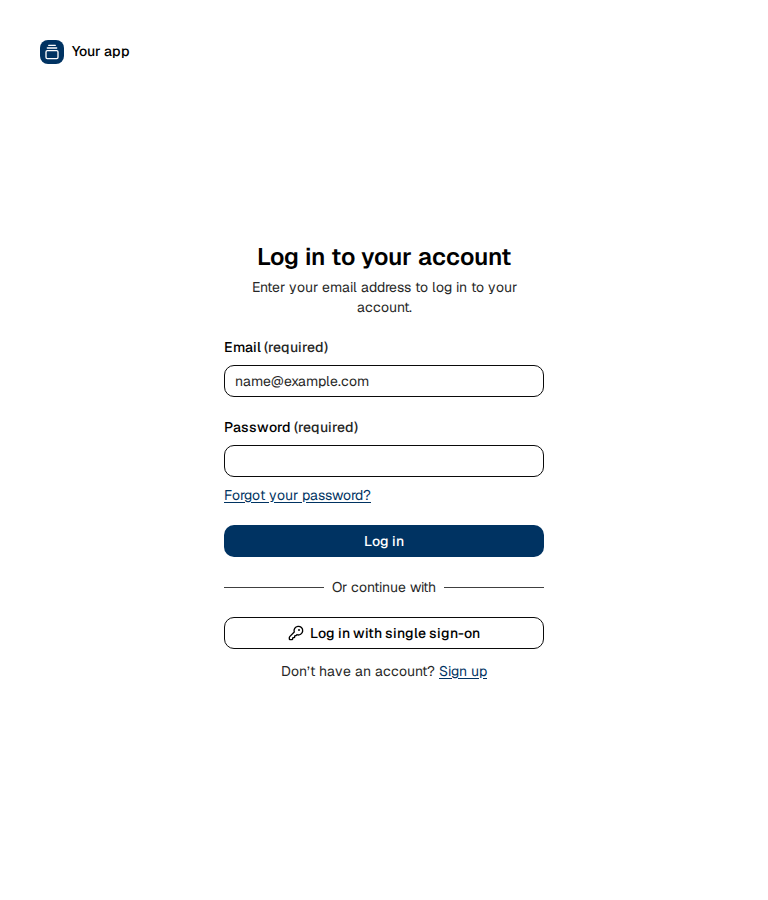 Your app
Log in to your account
Enter your email address to log in to your
account.
Email (required)
name@example.com
Password (required)
Forgot your password?
Log in
Or continue with
Log in with single sign-on
Don't have an account? Sign up